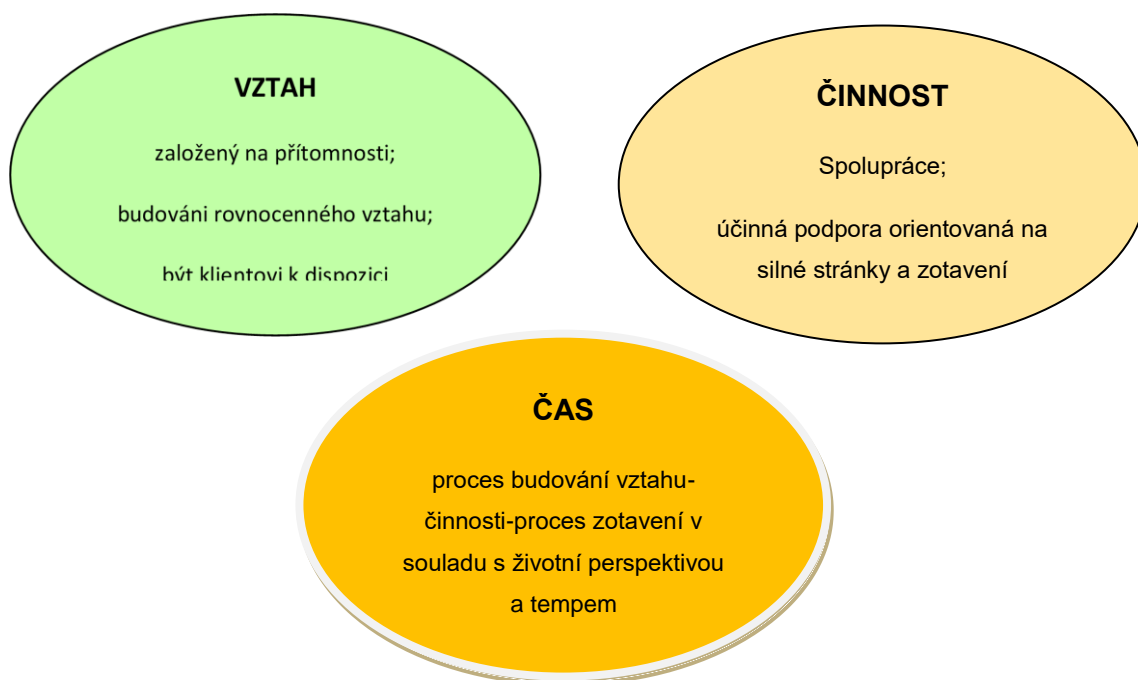 VZTAH
založený na přítomnosti;
budováni rovnocenného vztahu;
být klientovi k dispozici
ČINNOST
Spolupráce;
účinná podpora orientovaná na
silné stránky a zotavení
ČAS
proces budování vztahu-
činnosti-proces zotavení v
souladu s životní perspektivou
a tempem